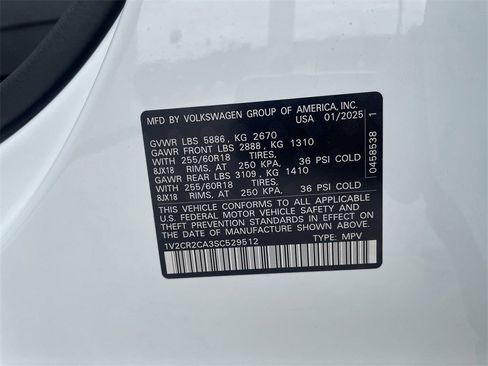 MFD BY VOLKSWAGEN GROUP OF AMERICA, INC.
USA 01/2025
GVWR LBS 5886 , KG 2670
GAWR FRONT LBS 2888 , KG 1310
WITH 255/60R18 TIRES,
8JX18 RIMS, AT 250 KPA, 36 PSI COLD
GAWR REAR LBS 3109 , KG 1410
WITH 255/60R18 TIRES,
8JX18 RIMS, AT 250 KPA, 36 PSI COLD
THIS VEHICLE CONFORMS TO ALL APPLICABLE
U.S. FEDERAL MOTOR VEHICLE SAFETY AND
THEFT PREVENTION STANDARDS IN EFFECT ON
THE DATE OF MANUFACTURE SHOWN ABOVE.
1V2CR2CA3SC529512 TYPE: MPV
0458538 1